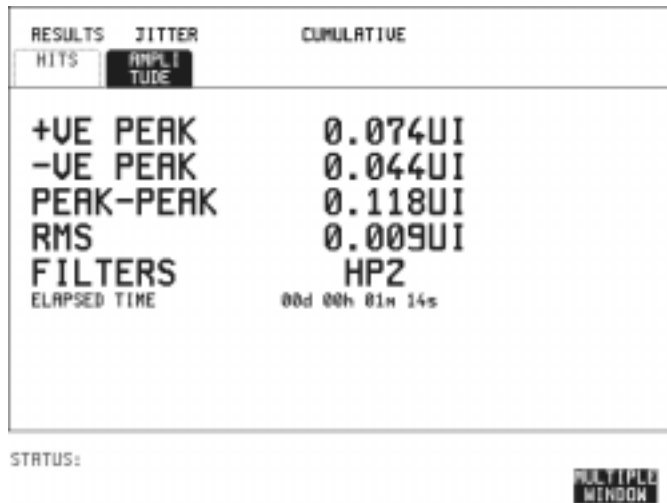 RESULTS JITTER CUMULATIVE
HITS AMPLI
TUDE
+VE PEAK 0.074UI
-VE PEAK 0.044UI
PEAK-PEAK 0.118UI
RMS 0.009UI
FILTERS HP2
ELAPSED TIME 00d 00h 01m 14s
STATUS:
MULTIPLE
WINDOW